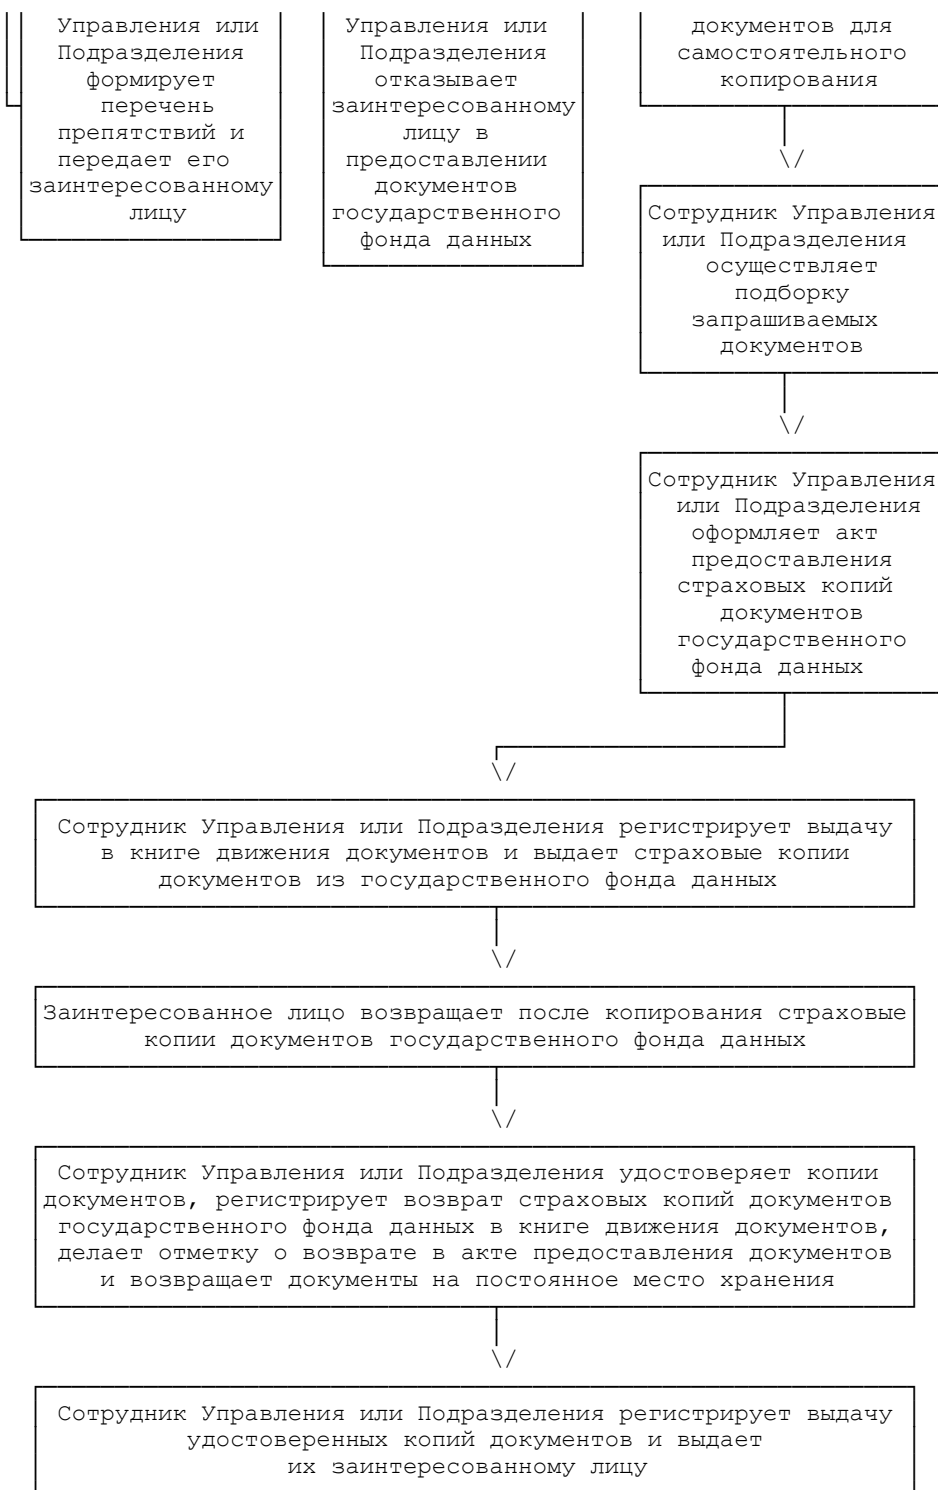 Управления или
Подразделения
формирует
перечень
препятствий и
передает его
заинтересованному
лицу
Управления или
Подразделения
отказывает
заинтересованному
лицу в
предоставлении
документов
государственного
фонда данных
документов для
самостоятельного
копирования
\/
Сотрудник Управления
или Подразделения
осуществляет
подборку
запрашиваемых
документов
\/
Сотрудник Управления
или Подразделения
оформляет акт
предоставления
страховых копий
документов
государственного
фонда данных
\/
Сотрудник Управления или Подразделения регистрирует выдачу
в книге движения документов и выдает страховые копии
документов из государственного фонда данных
\/
Заинтересованное лицо возвращает после копирования страховые
копии документов государственного фонда данных
\/
Сотрудник Управления или Подразделения удостоверяет копии
документов, регистрирует возврат страховых копий документов
государственного фонда данных в книге движения документов,
делает отметку о возврате в акте предоставления документов
и возвращает документы на постоянное место хранения
\/
Сотрудник Управления или Подразделения регистрирует выдачу
удостоверенных копий документов и выдает
их заинтересованному лицу